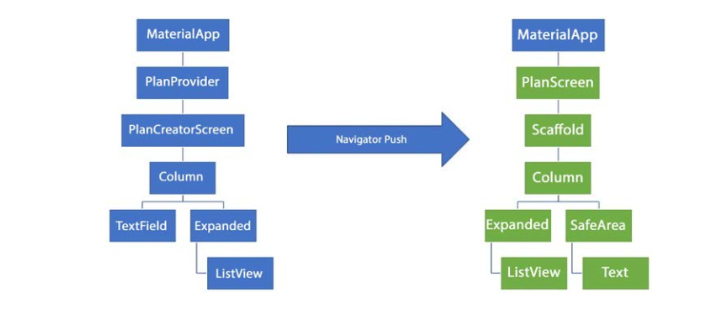 MaterialApp
PlanProvider
PlanCreatorScreen
Column
TextField
Expanded
ListView
Navigator Push
MaterialApp
PlanScreen
Scaffold
Column
Expanded
SafeArea
ListView
Text